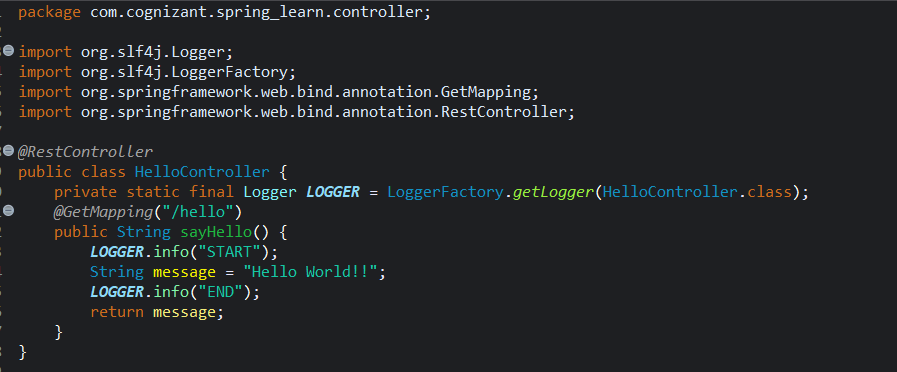 package com.cognizant.spring_learn.controller;
import org.slf4j.Logger;
import org.slf4j.LoggerFactory;
import org.springframework.web.bind.annotation.GetMapping;
import org.springframework.web.bind.annotation.RestController;
@RestController
public class HelloController {
    private static final Logger LOGGER = LoggerFactory.getLogger(HelloController.class);
    @GetMapping("/hello")
    public String sayHello() {
        LOGGER.info("START");
        String message = "Hello World!!";
        LOGGER.info("END");
        return message;
    }
}